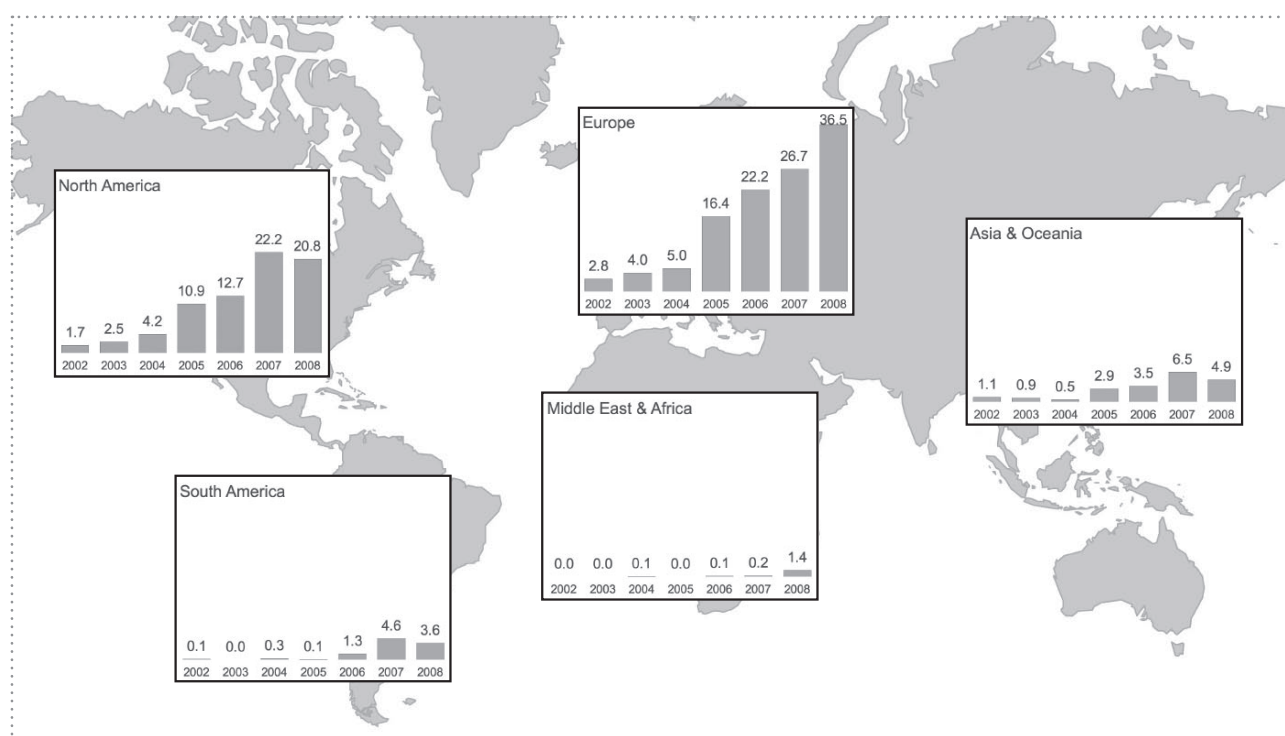 Europe
36.5
26.7
22.2
16.4
5.0
4.0
2.8
2002 2003 2004 2005 2006 2007 2008
North America
22.2
20.8
12.7
10.9
4.2
2.5
1.7
2002 2003 2004 2005 2006 2007 2008
Asia & Oceania
6.5
4.9
3.5
2.9
1.1 0.9 0.5
2002 2003 2004 2005 2006 2007 2008
Middle East & Africa
1.4
0.0 0.0 0.1 0.0 0.1 0.2
2002 2003 2004 2005 2006 2007 2008
South America
4.6
3.6
1.3
0.1 0.0 0.3 0.1
2002 2003 2004 2005 2006 2007 2008